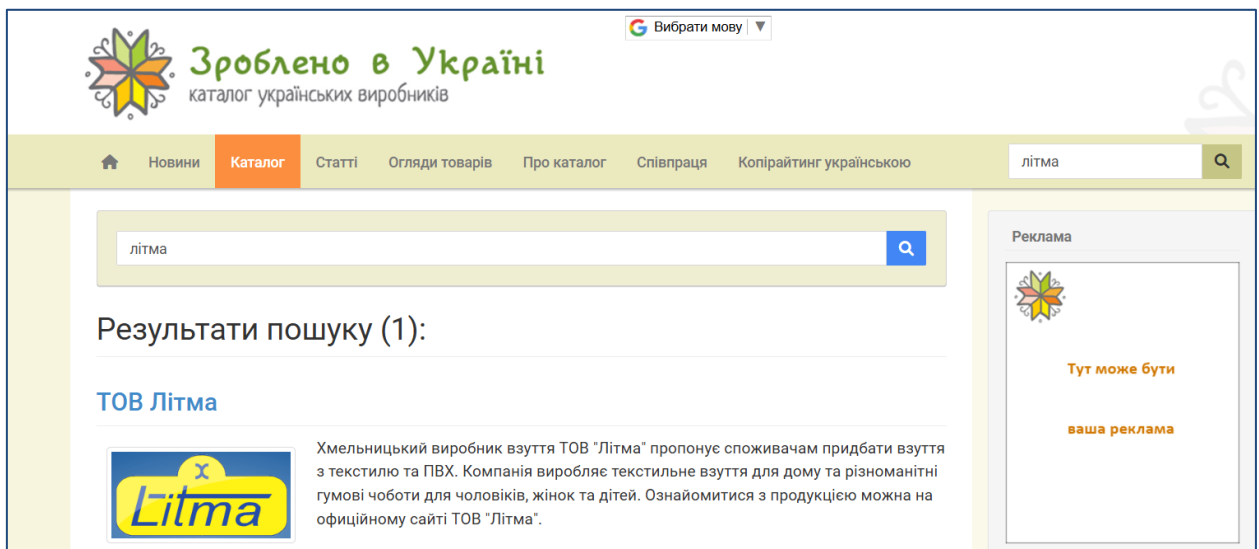 Вибрати мову ▼
Зроблено в Україні
каталог українських виробників
Новини Каталог Статті Огляди товарів Про каталог Співпраця Копірайтинг українською літма
літма
Реклама
Результати пошуку (1):
Тут може бути
ваша реклама
ТОВ Літма
Хмельницький виробник взуття ТОВ "Літма" пропонує споживачам придбати взуття
з текстилю та ПВХ. Компанія виробляє текстильне взуття для дому та різноманітні
гумові чоботи для чоловіків, жінок та дітей. Ознайомитися з продукцією можна на
офиційному сайті ТОВ "Літма".
Litma